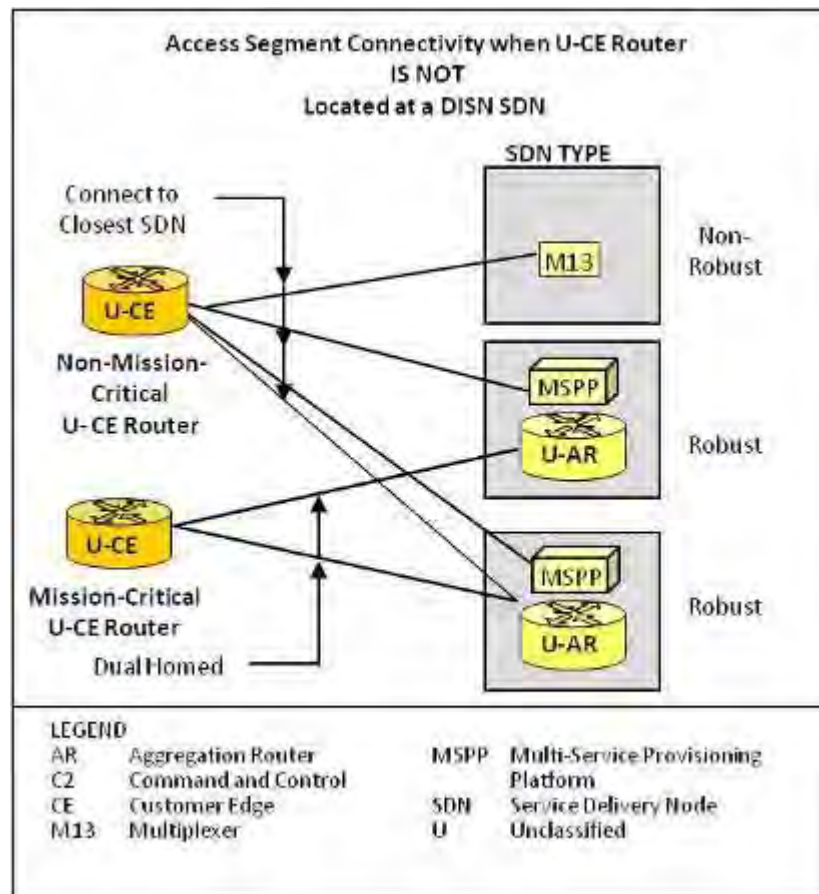 Access Segment Connectivity when U-CE Router
IS NOT
Located at a DISN SDN
SDN TYPE
Connect to
Closest SDN
U-CE
Non-Mission-
Critical
U-CE Router
M13
Non-
Robust
MSPP
U-AR
Robust
U-CE
Mission-Critical
U-CE Router
Dual Homed
MSPP
U-AR
Robust
LEGEND
AR Aggregation Router
C2 Command and Control
CE Customer Edge
M13 Multiplexer
MSPP Multi-Service Provisioning
Platform
SDN Service Delivery Node
U Unclassified